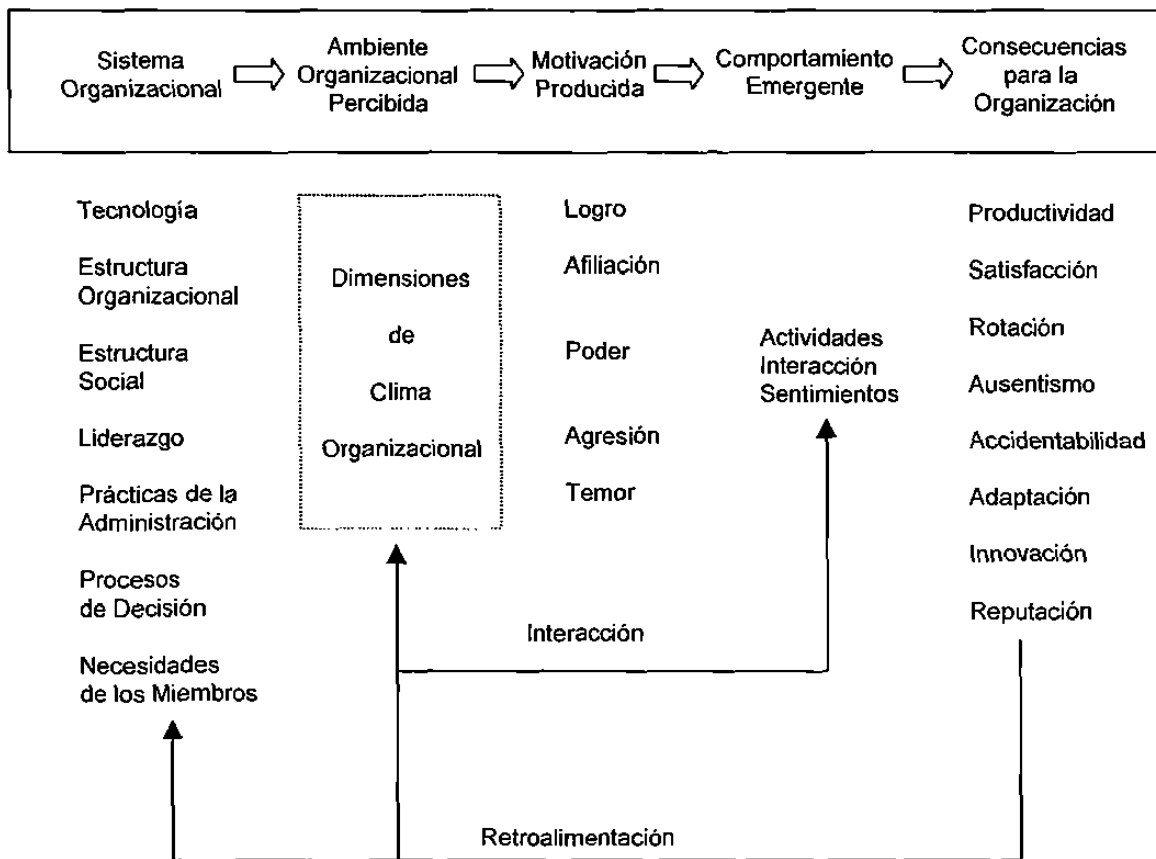 Sistema
Organizacional
Ambiente
Organizacional
Percibida
Motivación
Producida
Comportamiento
Emergente
Consecuencias
para la
Organización
Tecnología
Estructura
Organizacional
Estructura
Social
Liderazgo
Prácticas de la
Administración
Procesos
de Decisión
Necesidades
de los Miembros
Dimensiones
de
Clima
Organizacional
Logro
Afiliación
Poder
Agresión
Temor
Actividades
Interacción
Sentimientos
Productividad
Satisfacción
Rotación
Ausentismo
Accidentabilidad
Adaptación
Innovación
Reputación
Interacción
Retroalimentación